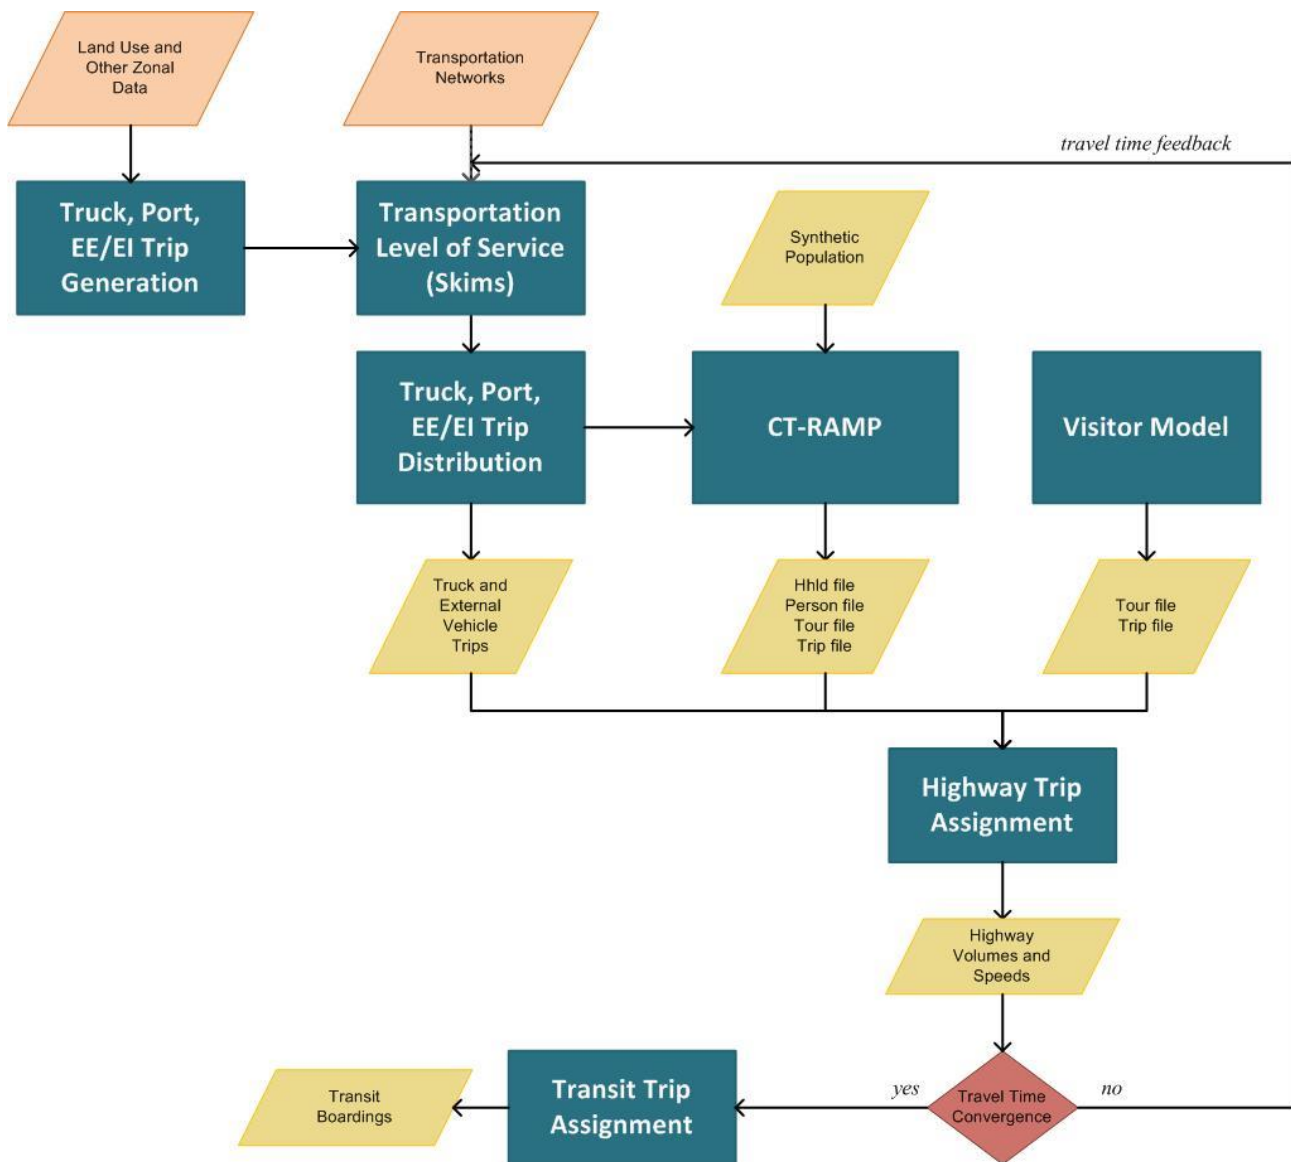 Land Use and
Other Zonal
Data
Transportation
Networks
travel time feedback
Truck, Port,
EE/EI Trip
Generation
Transportation
Level of Service
(Skims)
Synthetic
Population
Truck, Port,
EE/EI Trip
Distribution
CT-RAMP
Visitor Model
Truck and
External
Vehicle
Trips
Hhld file
Person file
Tour file
Trip file
Tour file
Trip file
Highway Trip
Assignment
Highway
Volumes and
Speeds
Transit
Boardings
Transit Trip
Assignment
yes
Travel Time
Convergence
no